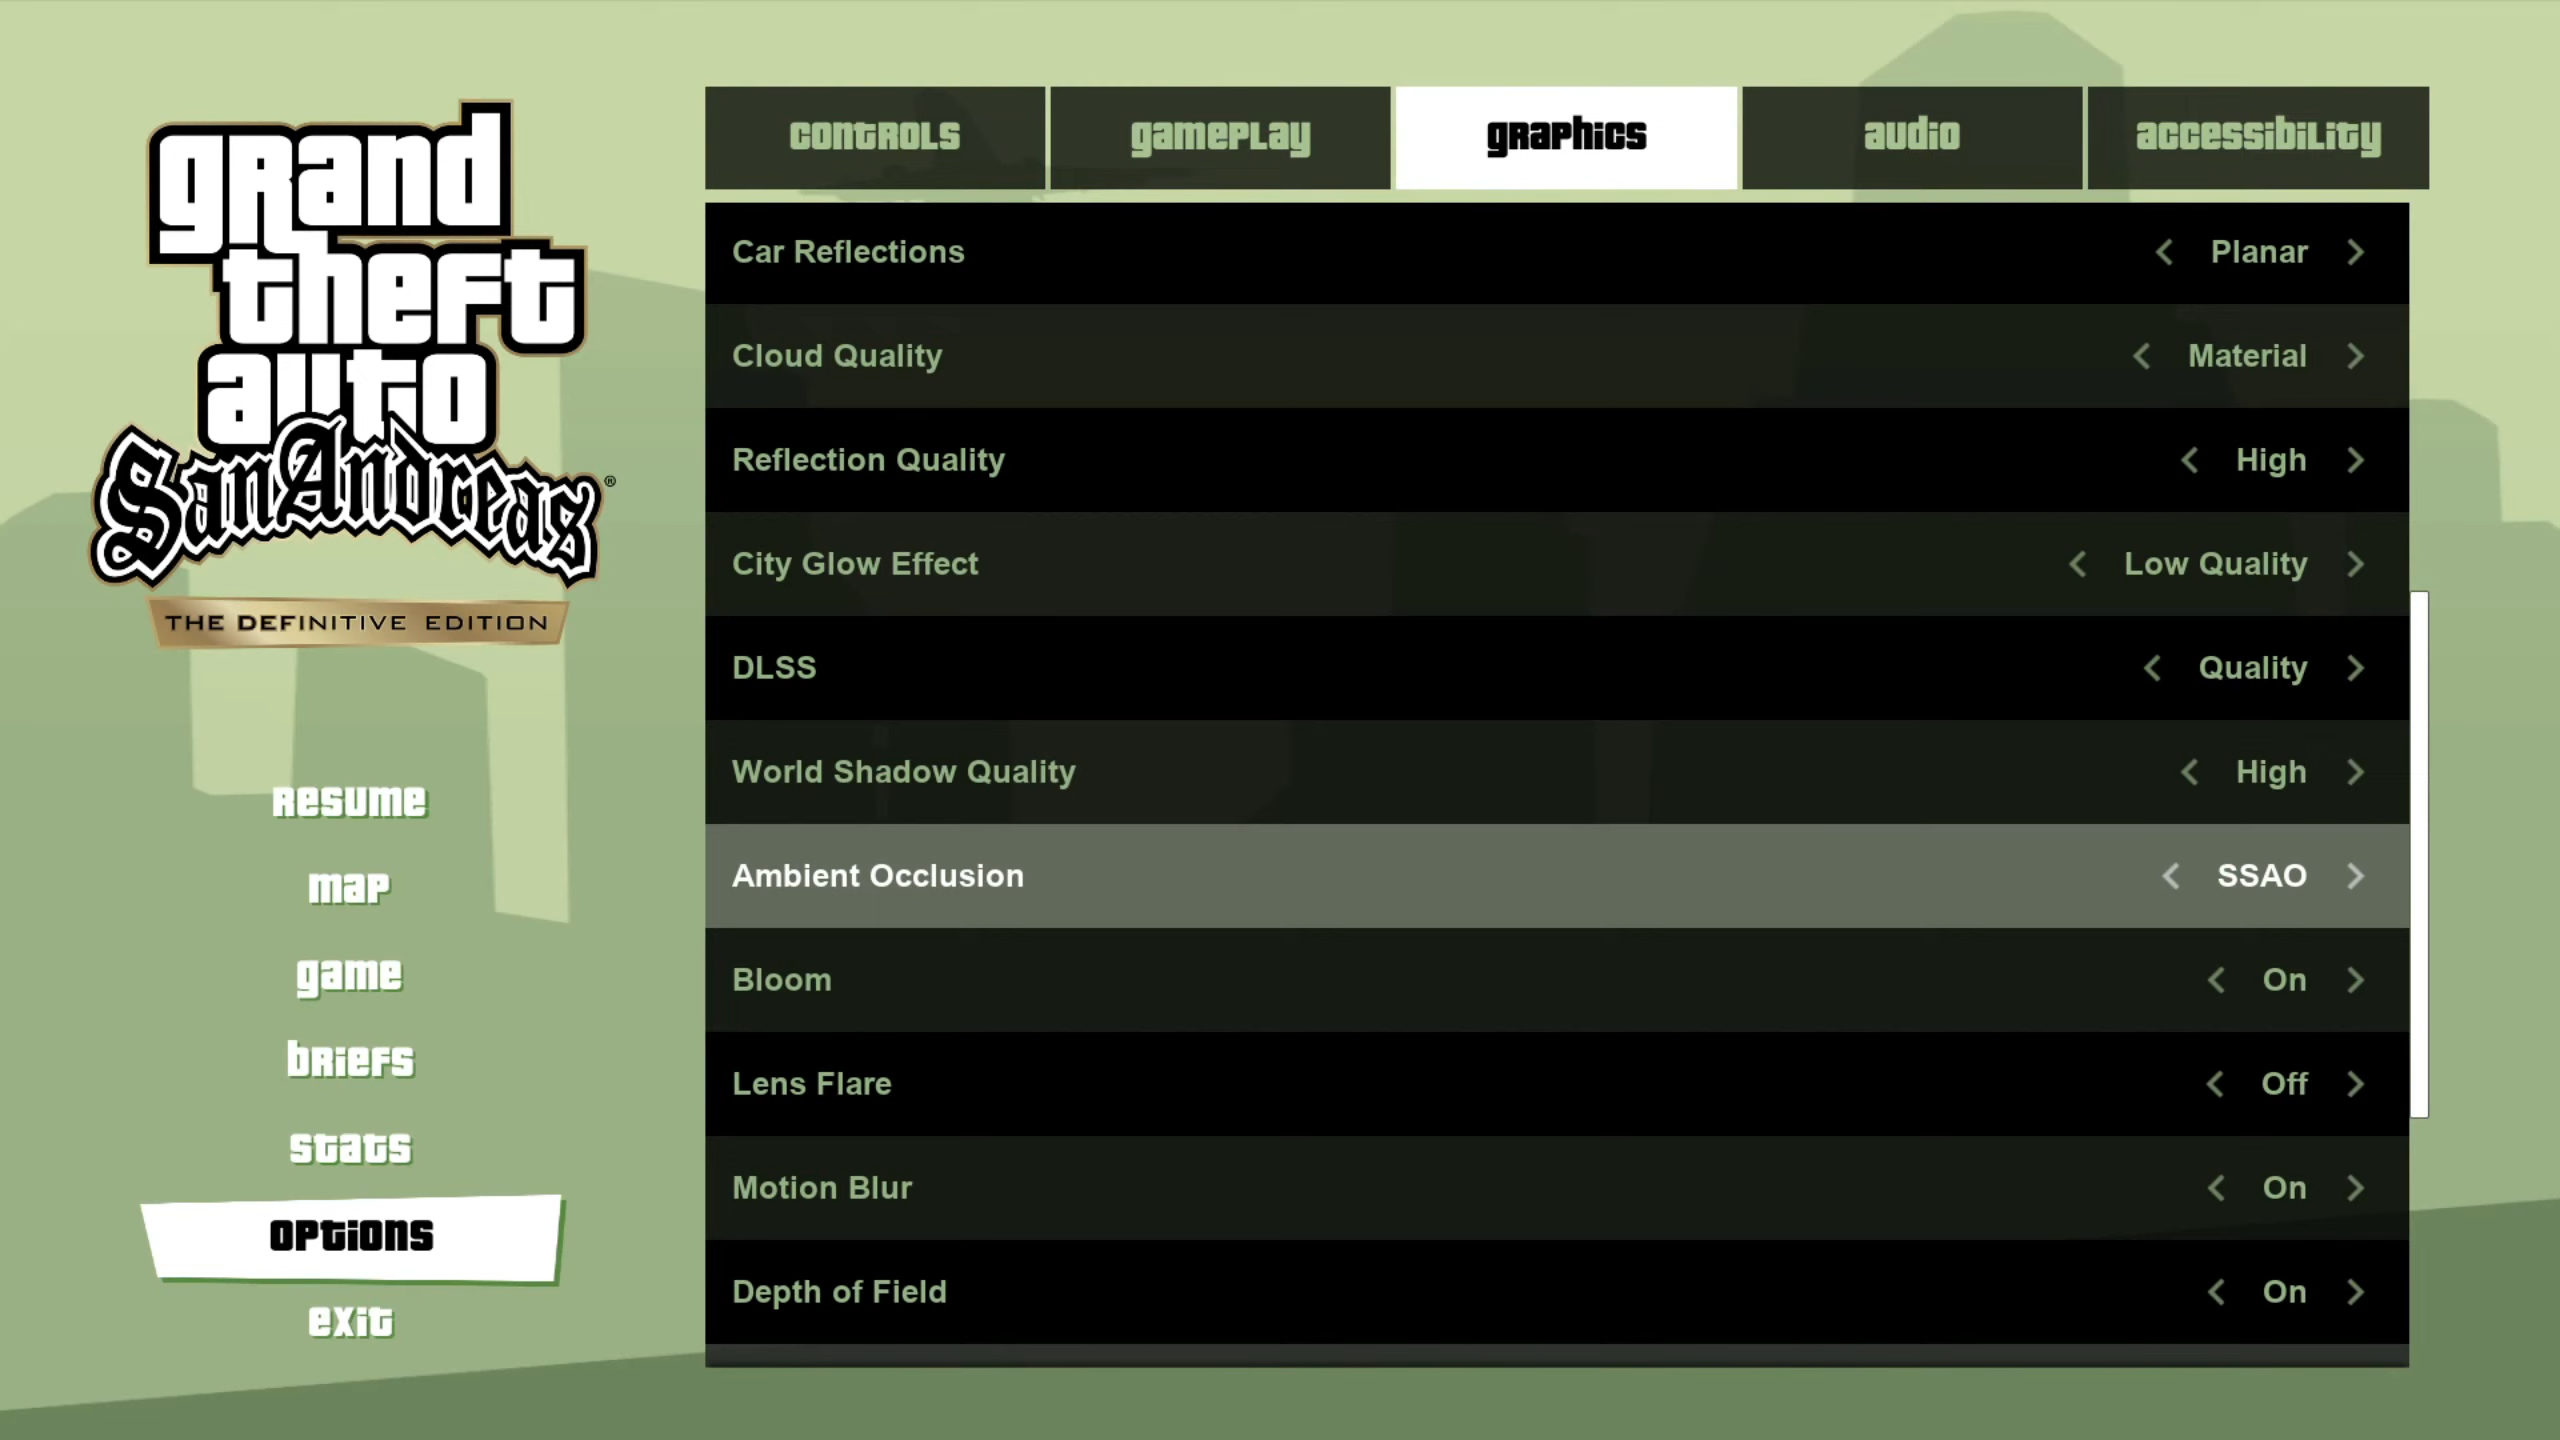 grand
theft
auto
San Andreas®
THE DEFINITIVE EDITION
Resume
map
game
briefs
stats
options
exit
controls gameplay graphics audio accessibility
Car Reflections Planar
Cloud Quality Material
Reflection Quality High
City Glow Effect Low Quality
DLSS Quality
World Shadow Quality High
Ambient Occlusion SSAO
Bloom On
Lens Flare Off
Motion Blur On
Depth of Field On